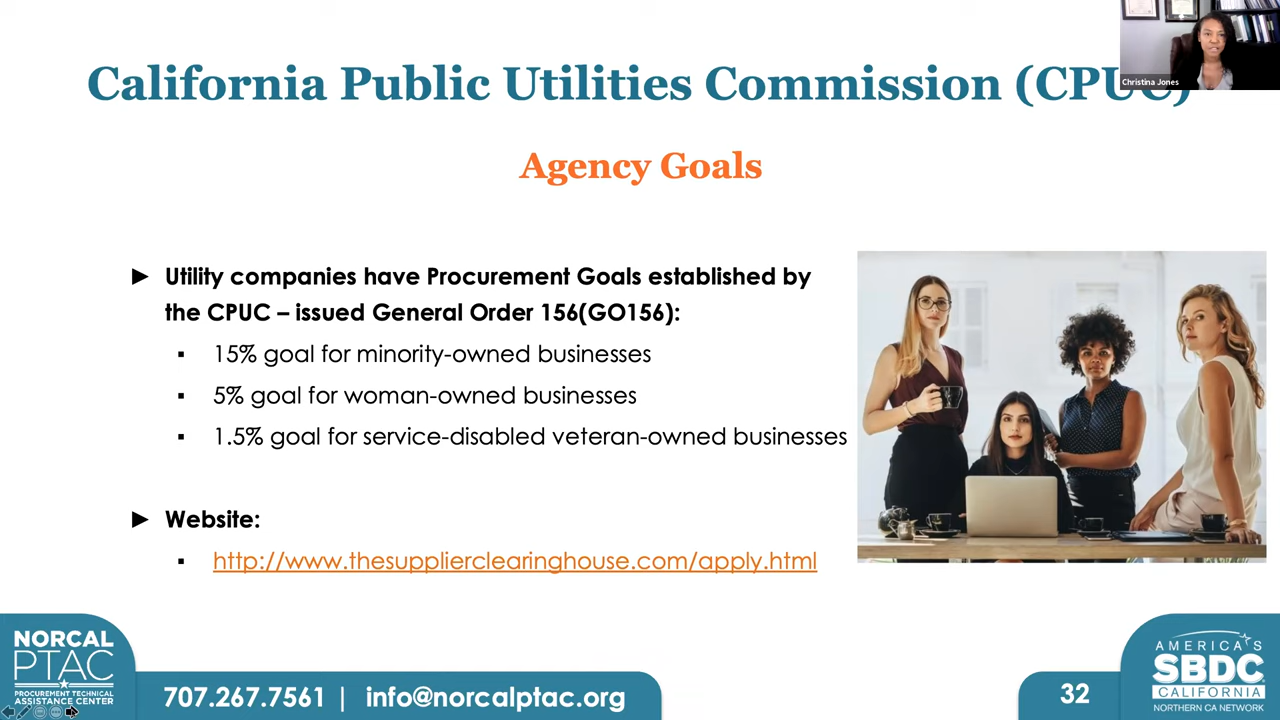 California Public Utilities Commission (CPUC)
Christina Jones
Agency Goals
► Utility companies have Procurement Goals established by
the CPUC – issued General Order 156(GO156):
▪ 15% goal for minority-owned businesses
▪ 5% goal for woman-owned businesses
▪ 1.5% goal for service-disabled veteran-owned businesses
► Website:
▪ http://www.thesupplierclearinghouse.com/apply.html
NORCAL
PTAC
PROCUREMENT TECHNICAL
ASSISTANCE CENTER
707.267.7561 | info@norcalptac.org
32
AMERICA'S
SBDC
CALIFORNIA
NORTHERN CA NETWORK